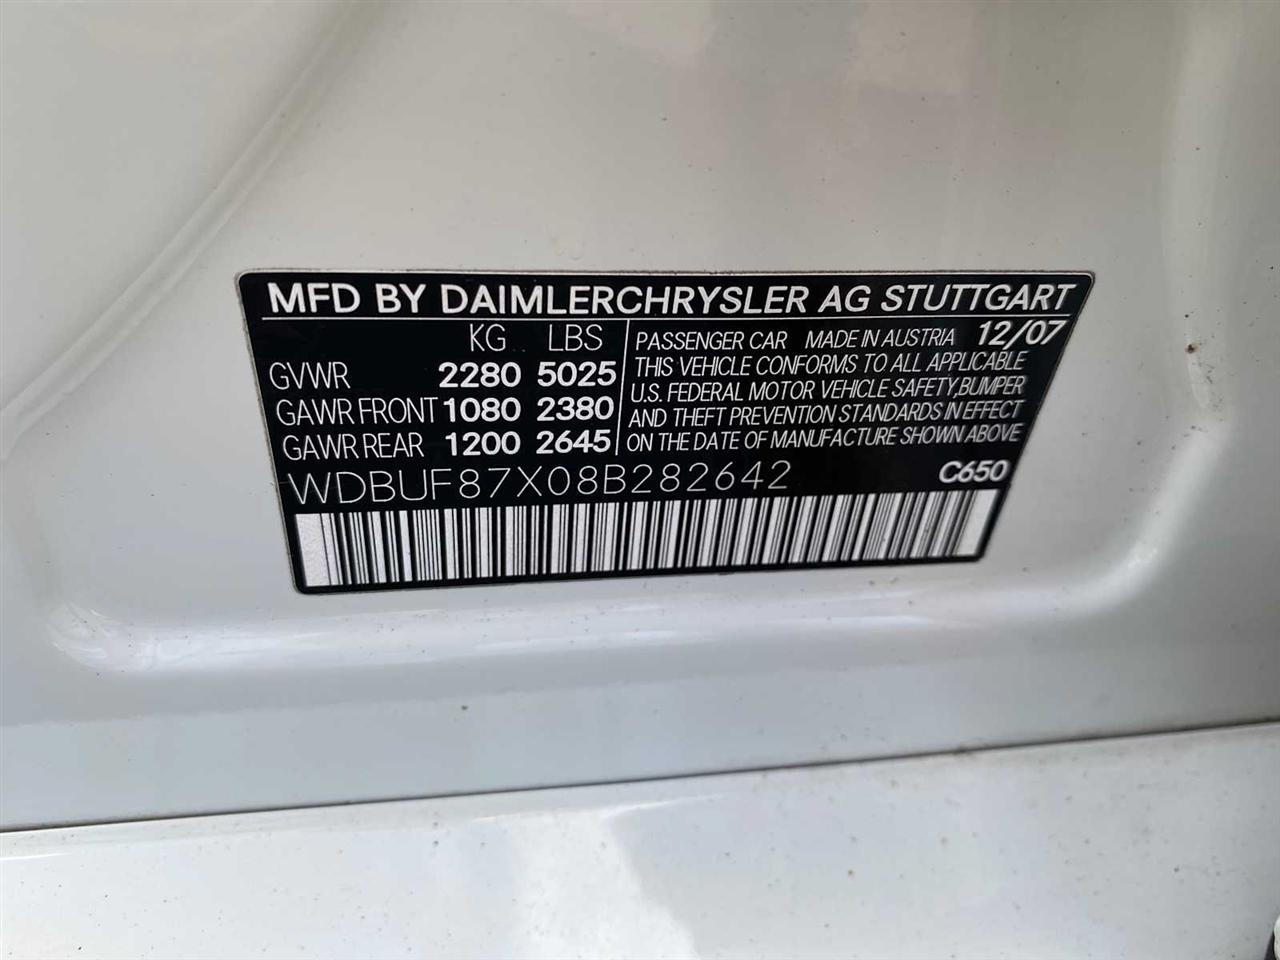 MFD BY DAIMLERCHRYSLER AG STUTTGART
KG LBS
GVWR 2280 5025
GAWR FRONT 1080 2380
GAWR REAR 1200 2645
PASSENGER CAR MADE IN AUSTRIA 12/07
THIS VEHICLE CONFORMS TO ALL APPLICABLE
U.S. FEDERAL MOTOR VEHICLE SAFETY, BUMPER
AND THEFT PREVENTION STANDARDS IN EFFECT
ON THE DATE OF MANUFACTURE SHOWN ABOVE
WDBUF87X08B282642 C650